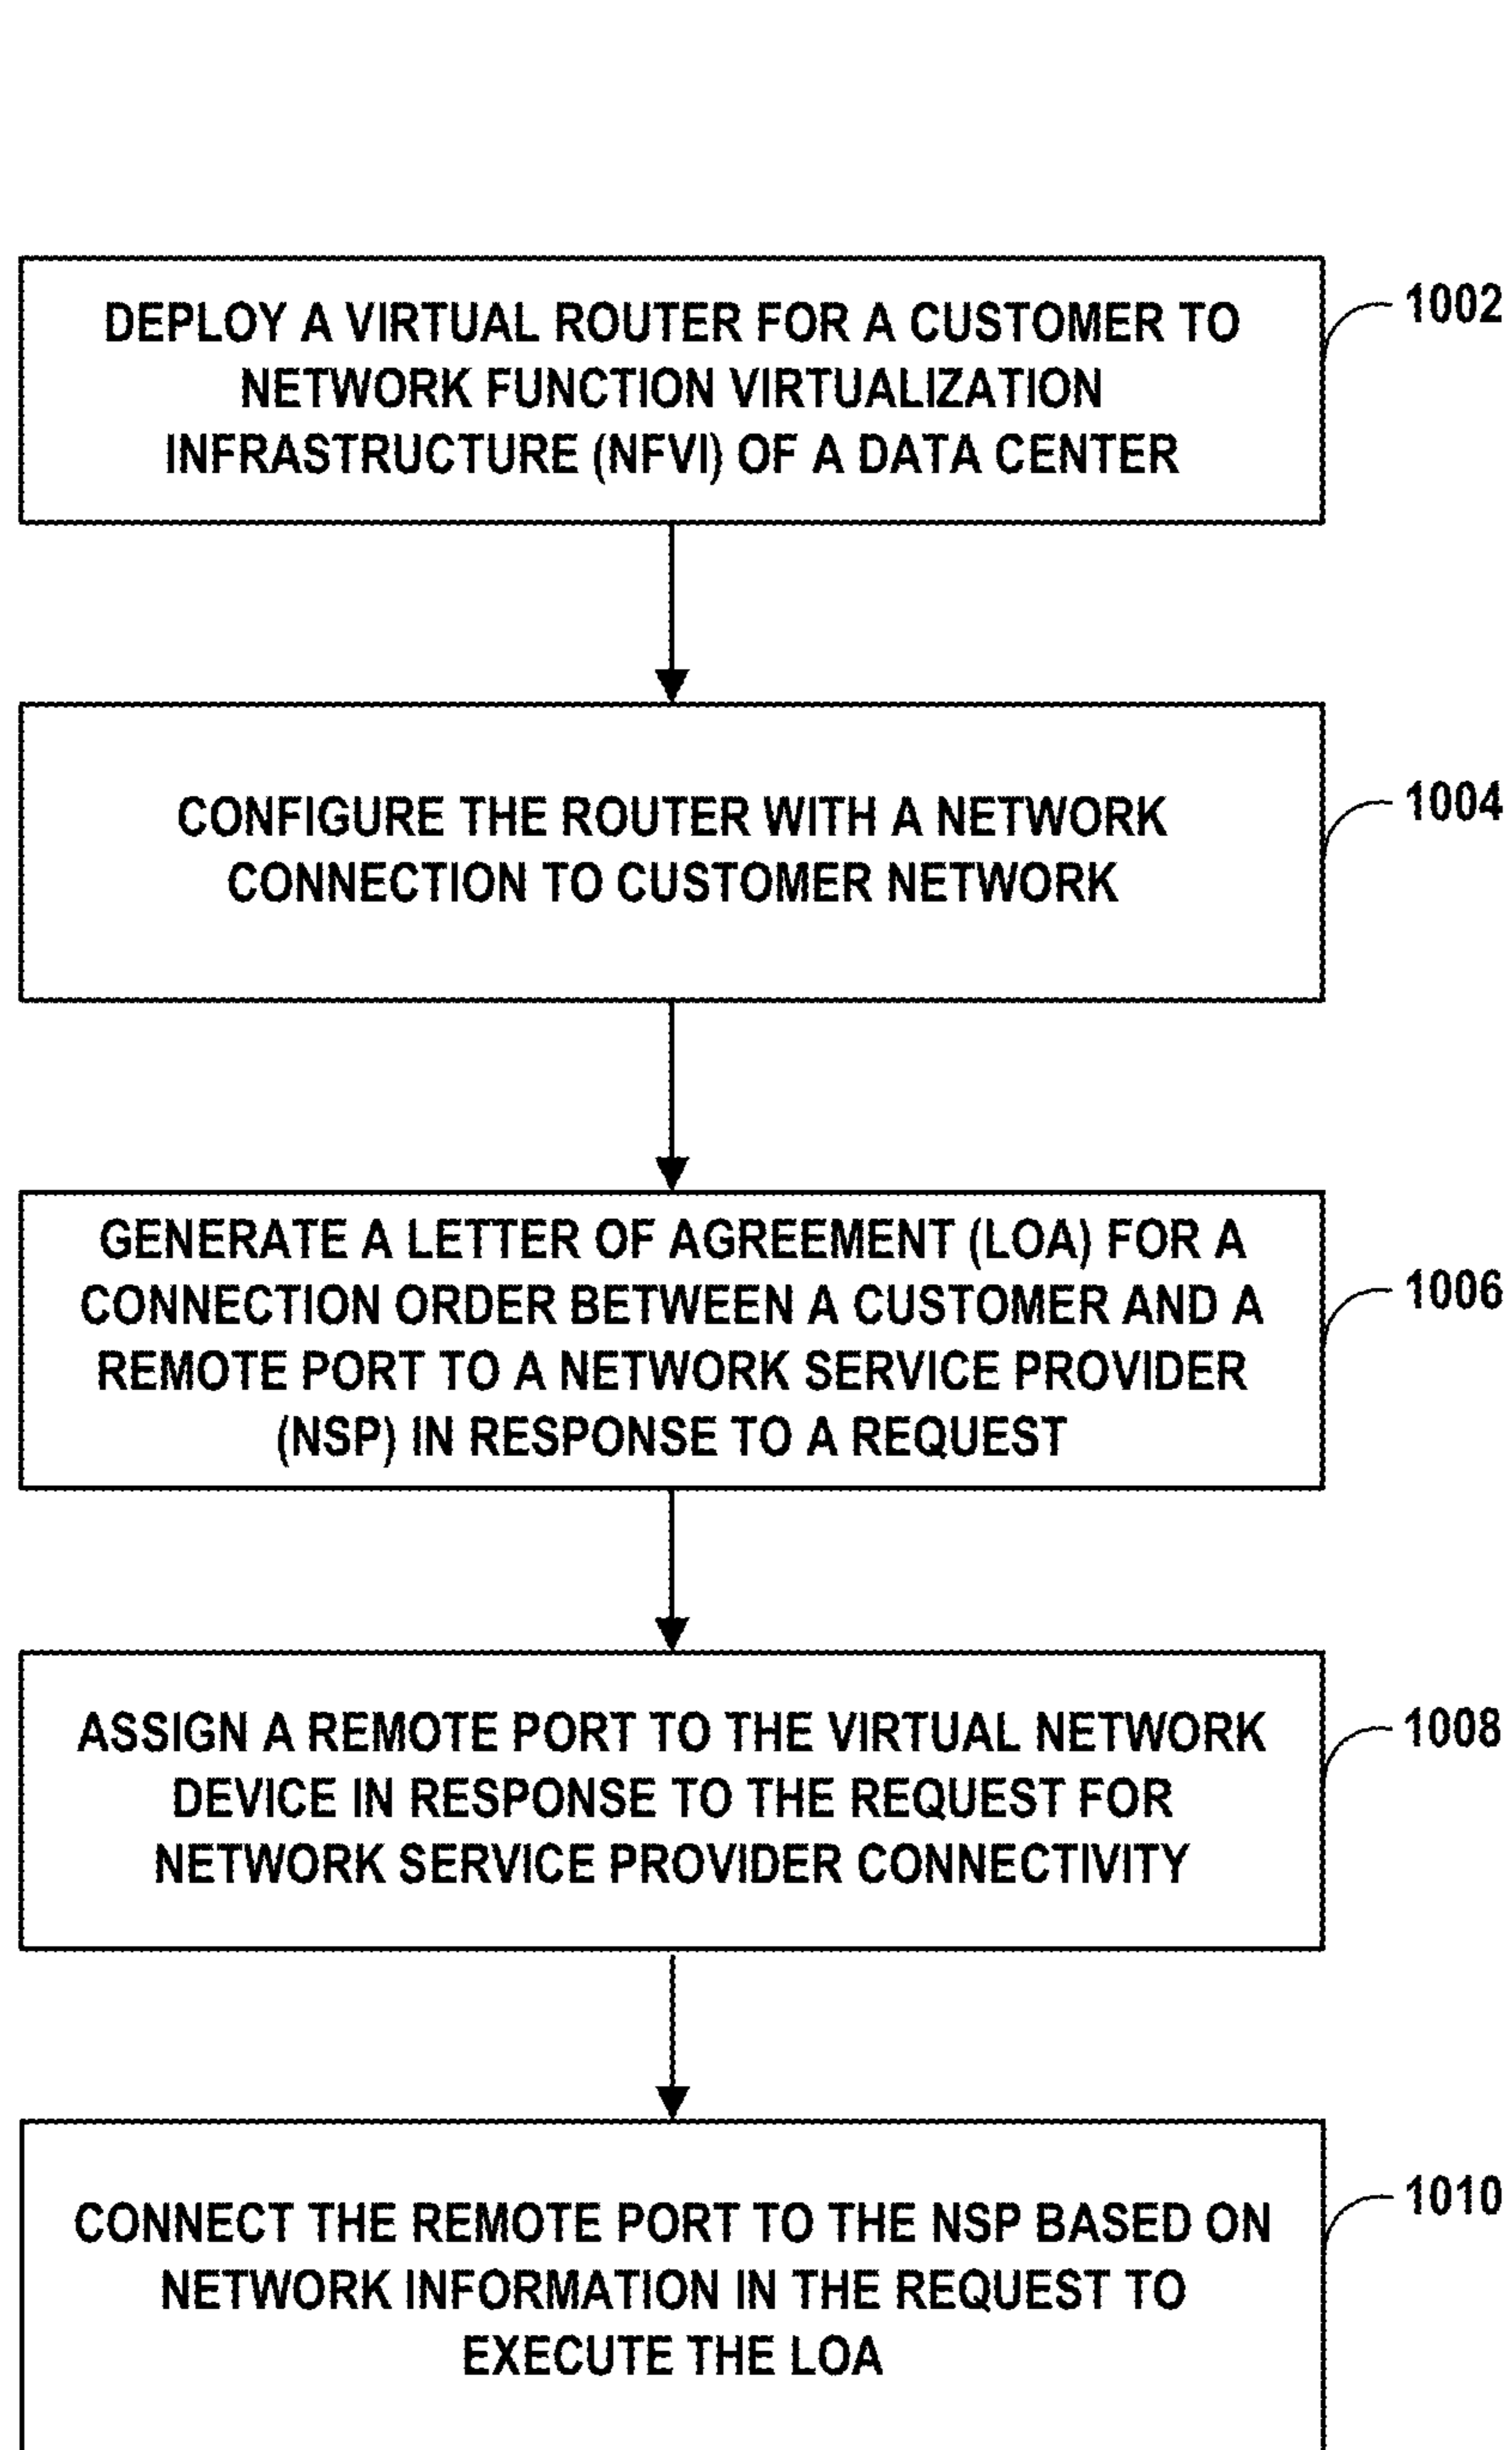 DEPLOY A VIRTUAL ROUTER FOR A CUSTOMER TO
NETWORK FUNCTION VIRTUALIZATION
INFRASTRUCTURE (NFVI) OF A DATA CENTER
1002
CONFIGURE THE ROUTER WITH A NETWORK
CONNECTION TO CUSTOMER NETWORK
1004
GENERATE A LETTER OF AGREEMENT (LOA) FOR A
CONNECTION ORDER BETWEEN A CUSTOMER AND A
REMOTE PORT TO A NETWORK SERVICE PROVIDER
(NSP) IN RESPONSE TO A REQUEST
1006
ASSIGN A REMOTE PORT TO THE VIRTUAL NETWORK
DEVICE IN RESPONSE TO THE REQUEST FOR
NETWORK SERVICE PROVIDER CONNECTIVITY
1008
CONNECT THE REMOTE PORT TO THE NSP BASED ON
NETWORK INFORMATION IN THE REQUEST TO
EXECUTE THE LOA
1010